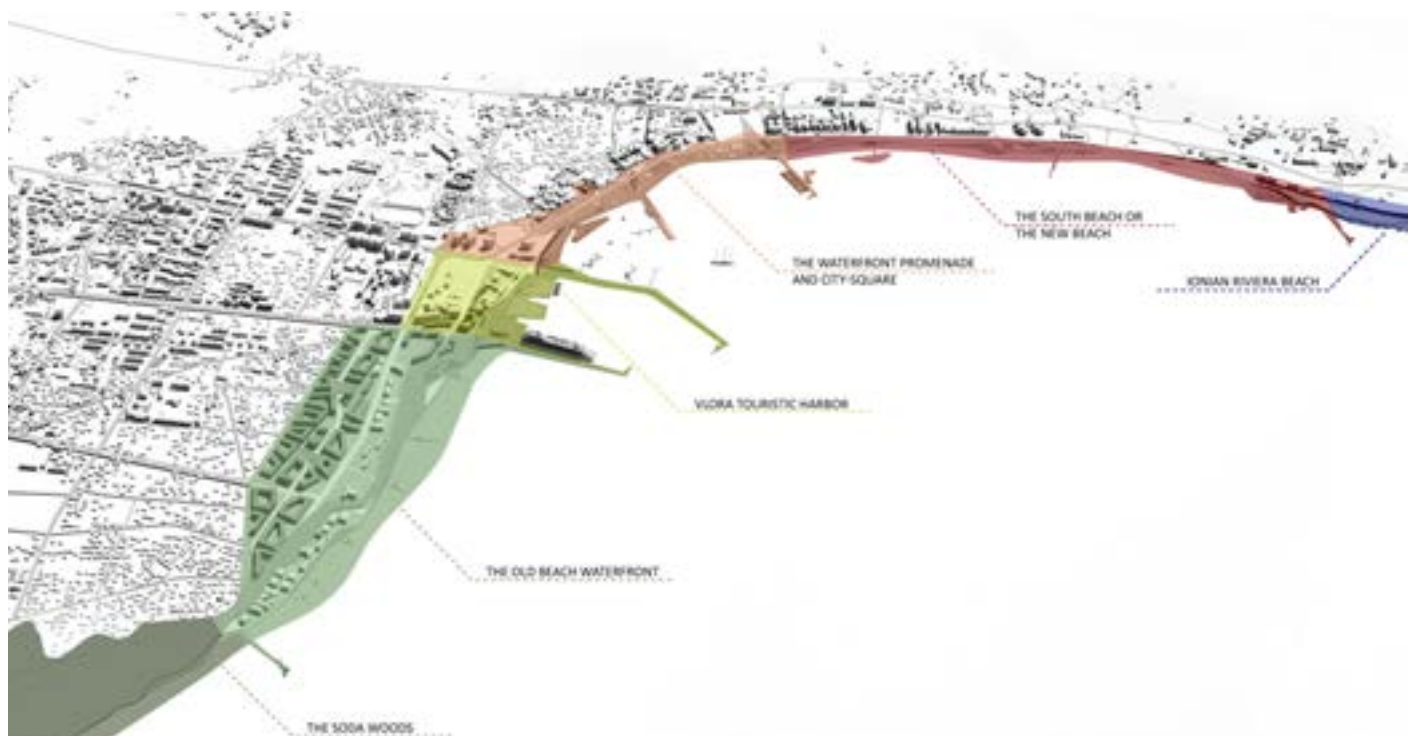 THE SOUTH BEACH OR
THE NEW BEACH
THE WATERFRONT PROMENADE
AND CITY-SQUARE
IONIAN RIVIERA BEACH
VLORA TOURISTIC HARBOR
THE OLD BEACH WATERFRONT
THE SODA WOODS